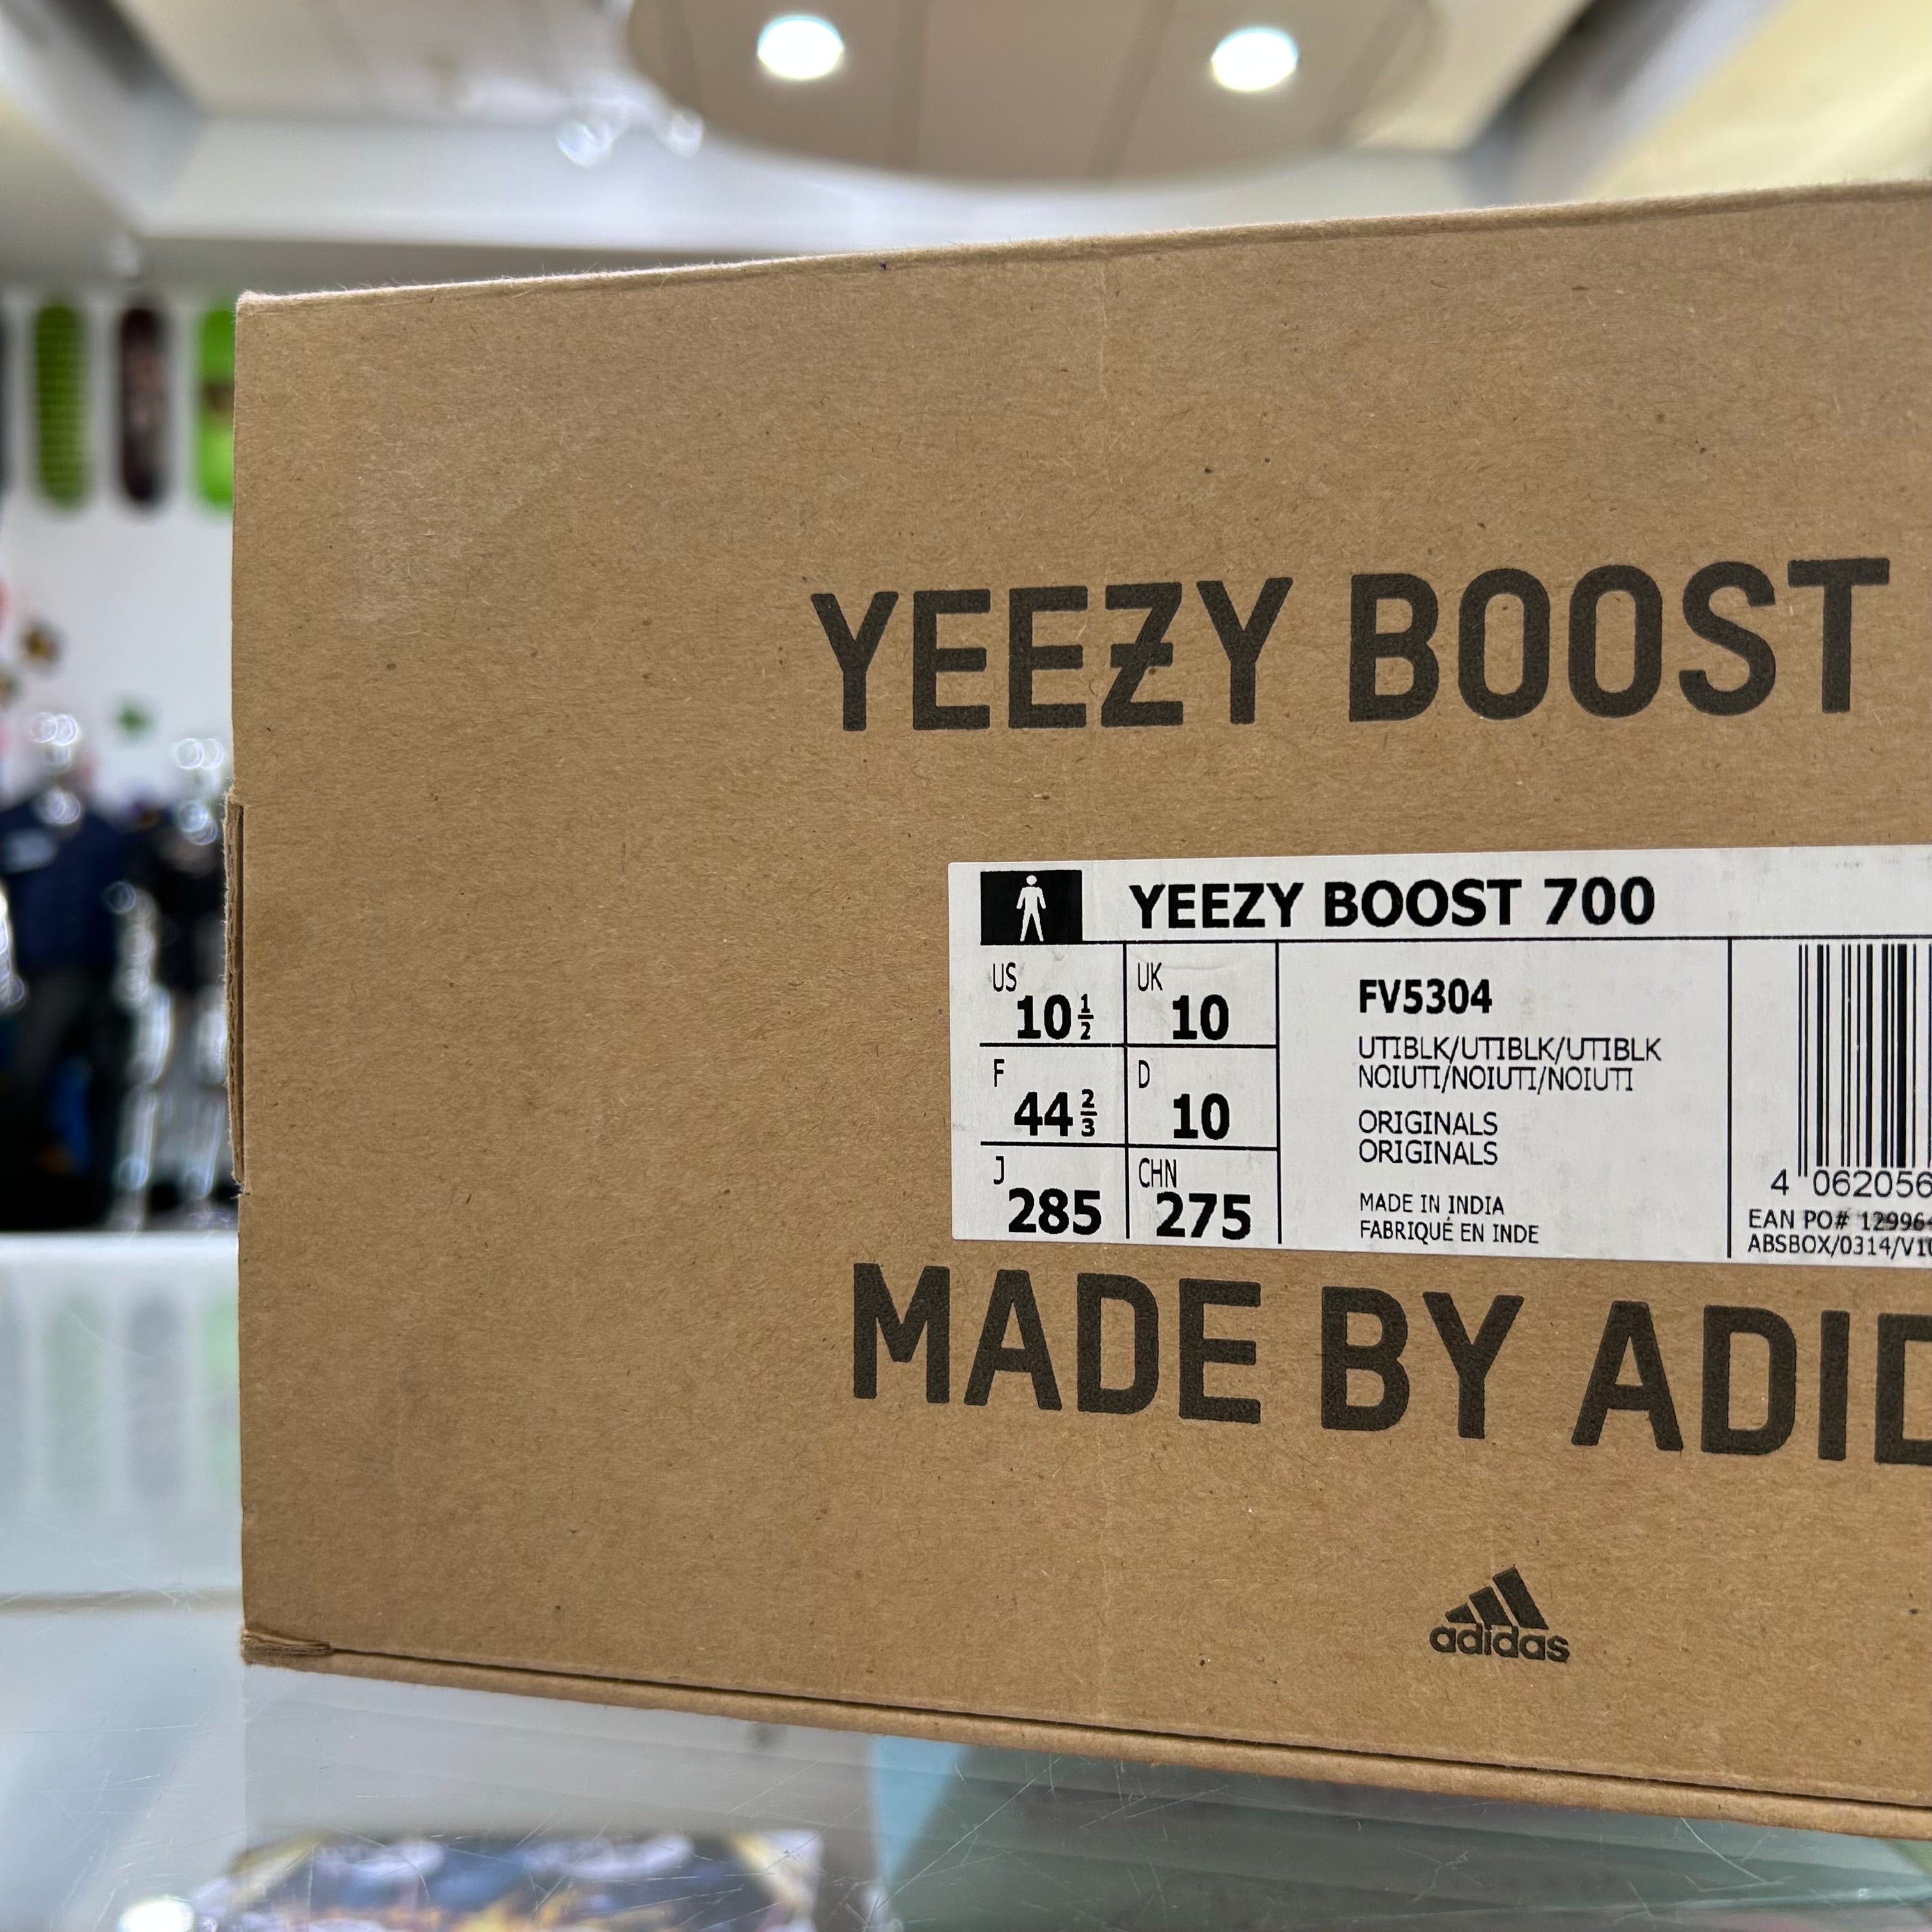 YEEZY BOOST
YEEZY BOOST 700
US
10 1/2
UK
10
F
44 2/3
D
10
J
285
CHN
275
FV5304
UTIBLK/UTIBLK/UTIBLK
NOIUTI/NOIUTI/NOIUTI
ORIGINALS
ORIGINALS
MADE IN INDIA
FABRIQUÉ EN INDE
4 062056
EAN PO# 12996
ABSBOX/0314/V1
MADE BY ADID
adidas